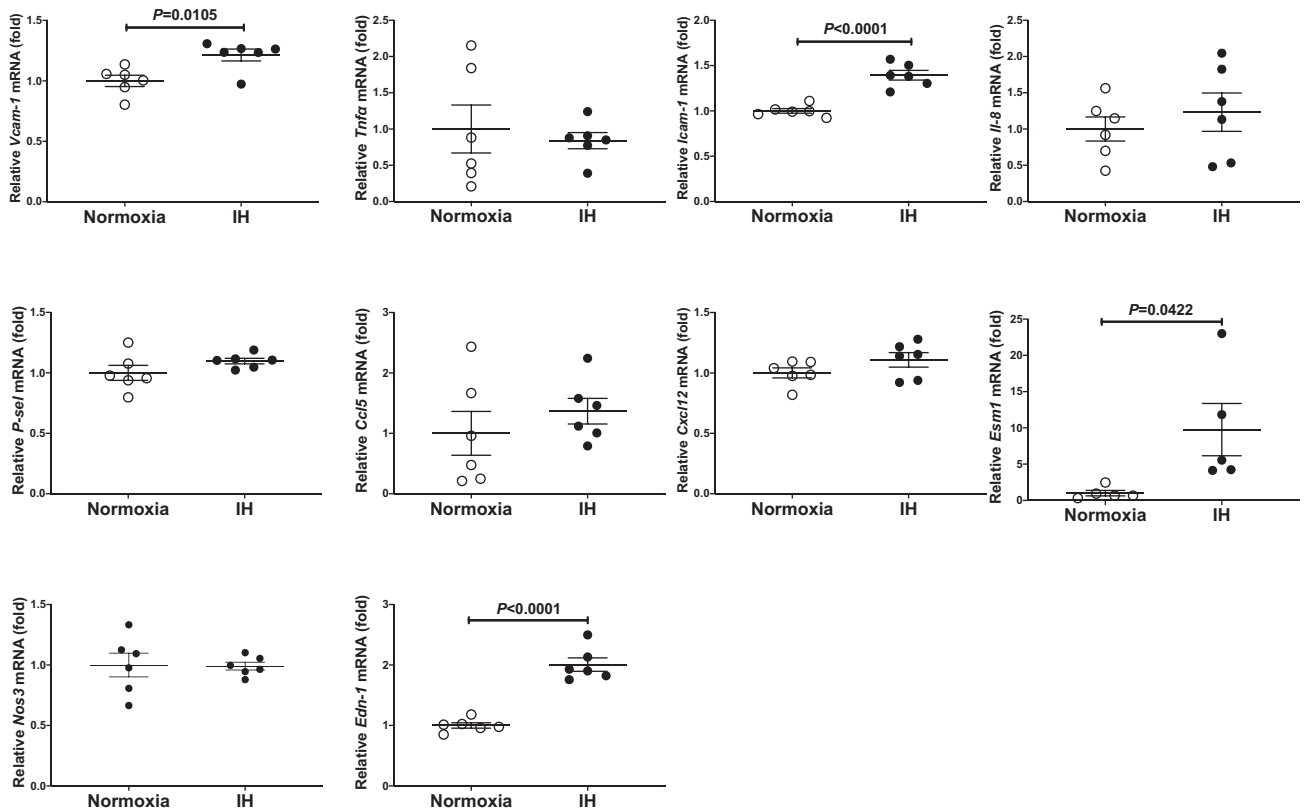 P=0.0105
Relative Vcam-1 mRNA (fold)
1.5
1.0
0.5
0.0
Normoxia IH
Relative Tnfα mRNA (fold)
2.5
2.0
1.5
1.0
0.5
0.0
Normoxia IH
P<0.0001
Relative Icam-1 mRNA (fold)
2.0
1.5
1.0
0.5
0.0
Normoxia IH
Relative Il-8 mRNA (fold)
2.5
2.0
1.5
1.0
0.5
0.0
Normoxia IH
Relative P-sel mRNA (fold)
1.5
1.0
0.5
0.0
Normoxia IH
Relative Ccl5 mRNA (fold)
3
2
1
0
Normoxia IH
Relative Cxcl12 mRNA (fold)
1.5
1.0
0.5
0.0
Normoxia IH
P=0.0422
Relative Esm1 mRNA (fold)
25
20
15
10
5
0
Normoxia IH
Relative Nos3 mRNA (fold)
1.5
1.0
0.5
0.0
Normoxia IH
P<0.0001
Relative Edn-1 mRNA (fold)
3
2
1
0
Normoxia IH